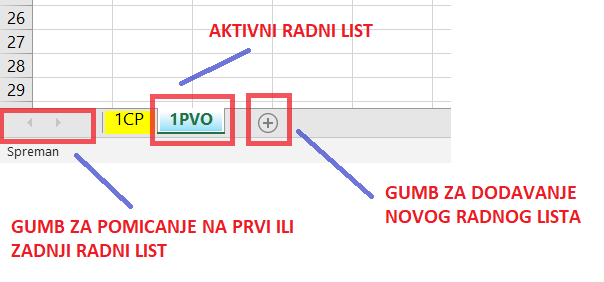 26
AKTIVNI RADNI LIST
27
28
29
1CP 1PVO
Spreman
GUMB ZA DODAVANJE
NOVOG RADNOG LISTA
GUMB ZA POMICANJE NA PRVI ILI
ZADNJI RADNI LIST